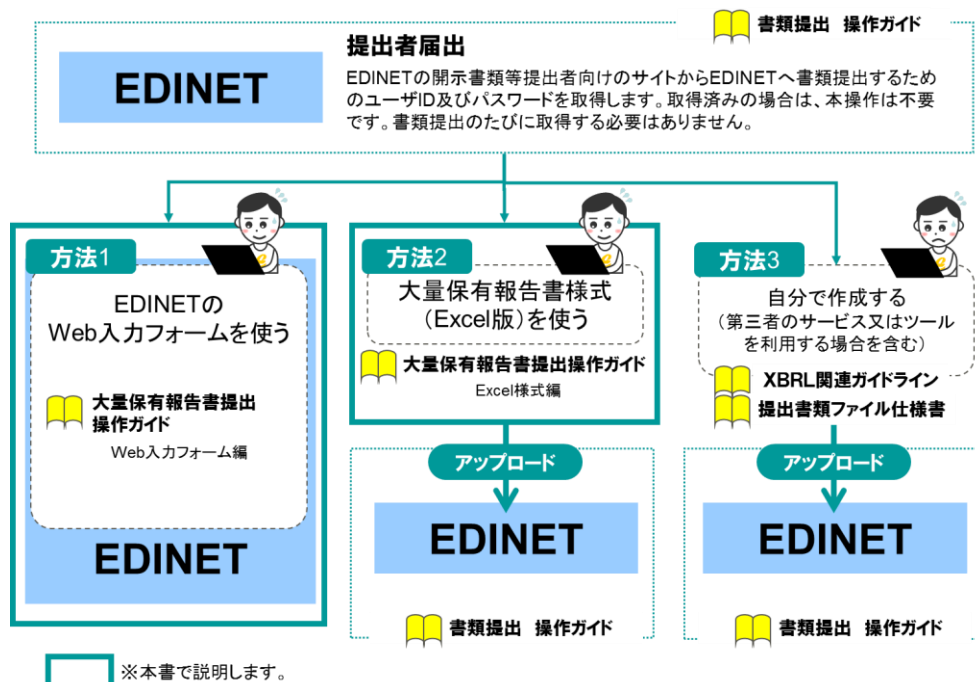 書類提出 操作ガイド
EDINET
提出者届出
EDINETの開示書類等提出者向けのサイトからEDINETへ書類提出するため
のユーザID及びパスワードを取得します。取得済みの場合は、本操作は不要
です。書類提出のたびに取得する必要はありません。
方法1
EDINETの
Web入力フォームを使う
大量保有報告書提出
操作ガイド
Web入力フォーム編
EDINET
方法2
大量保有報告書様式
(Excel版)を使う
大量保有報告書提出操作ガイド
Excel様式編
アップロード
EDINET
書類提出 操作ガイド
方法3
自分で作成する
(第三者のサービス又はツール
を利用する場合を含む)
XBRL関連ガイドライン
提出書類ファイル仕様書
アップロード
EDINET
書類提出 操作ガイド
※本書で説明します。